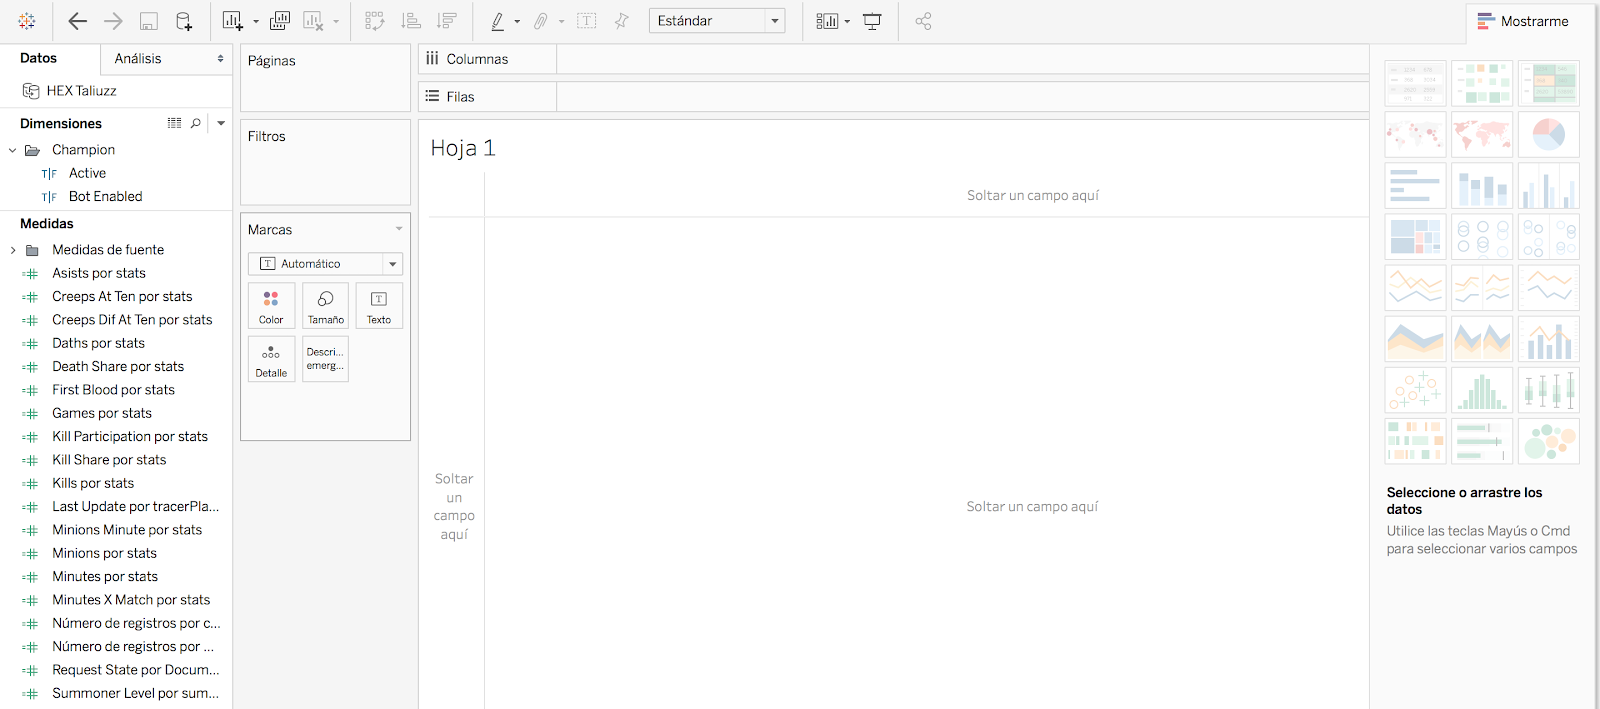 Estándar
Mostrarme
Datos
Análisis
HEX Taliuzz
Dimensiones
Champion
T|F Active
T|F Bot Enabled
Medidas
Medidas de fuente
Asists por stats
Creeps At Ten por stats
Creeps Dif At Ten por stats
Daths por stats
Death Share por stats
First Blood por stats
Games por stats
Kill Participation por stats
Kill Share por stats
Kills por stats
Last Update por tracerPla...
Minions Minute por stats
Minions por stats
Minutes por stats
Minutes X Match por stats
Número de registros por c...
Número de registros por ...
Request State por Docum...
Summoner Level por sum...
Páginas
Filtros
Marcas
T Automático
Color
Tamaño
T
Texto
Detalle
Descri...
emerg...
Columnas
Filas
Hoja 1
Soltar un campo aquí
Soltar
un
campo
aquí
Soltar un campo aquí
Seleccione o arrastre los
datos
Utilice las teclas Mayús o Cmd
para seleccionar varios campos